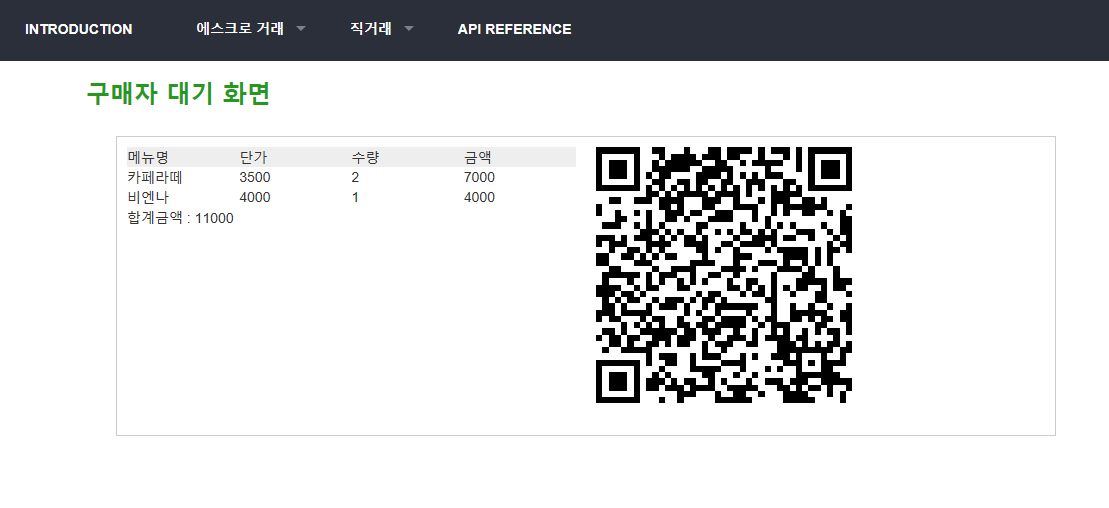 INTRODUCTION 에스크로 거래 직거래 API REFERENCE
구매자 대기 화면
메뉴명 단가 수량 금액
카페라떼 3500 2 7000
비엔나 4000 1 4000
합계금액 : 11000